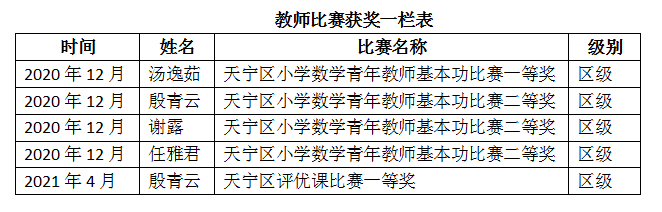 教师比赛获奖一栏表
时间 姓名 比赛名称 级别
2020 年 12 月 汤逸茹 天宁区小学数学青年教师基本功比赛一等奖 区级
2020 年 12 月 殷青云 天宁区小学数学青年教师基本功比赛二等奖 区级
2020 年 12 月 谢露 天宁区小学数学青年教师基本功比赛二等奖 区级
2020 年 12 月 任雅君 天宁区小学数学青年教师基本功比赛二等奖 区级
2021 年 4 月 殷青云 天宁区评优课比赛一等奖 区级